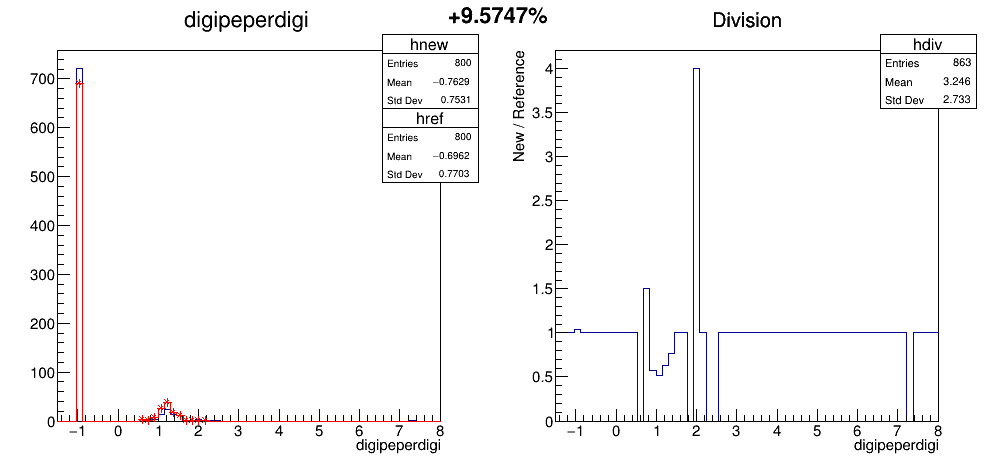 +9.5747%
digipeperdigi
hnew
Entries 800
Mean −0.7629
Std Dev 0.7531
href
Entries 800
Mean −0.6962
Std Dev 0.7703
700
600
500
400
300
200
100
0
−1 0 1 2 3 4 5 6 7 8
digipeperdigi
Division
hdiv
Entries 863
Mean 3.246
Std Dev 2.733
New / Reference
4
3.5
3
2.5
2
1.5
1
0.5
0
−1 0 1 2 3 4 5 6 7 8
digipeperdigi